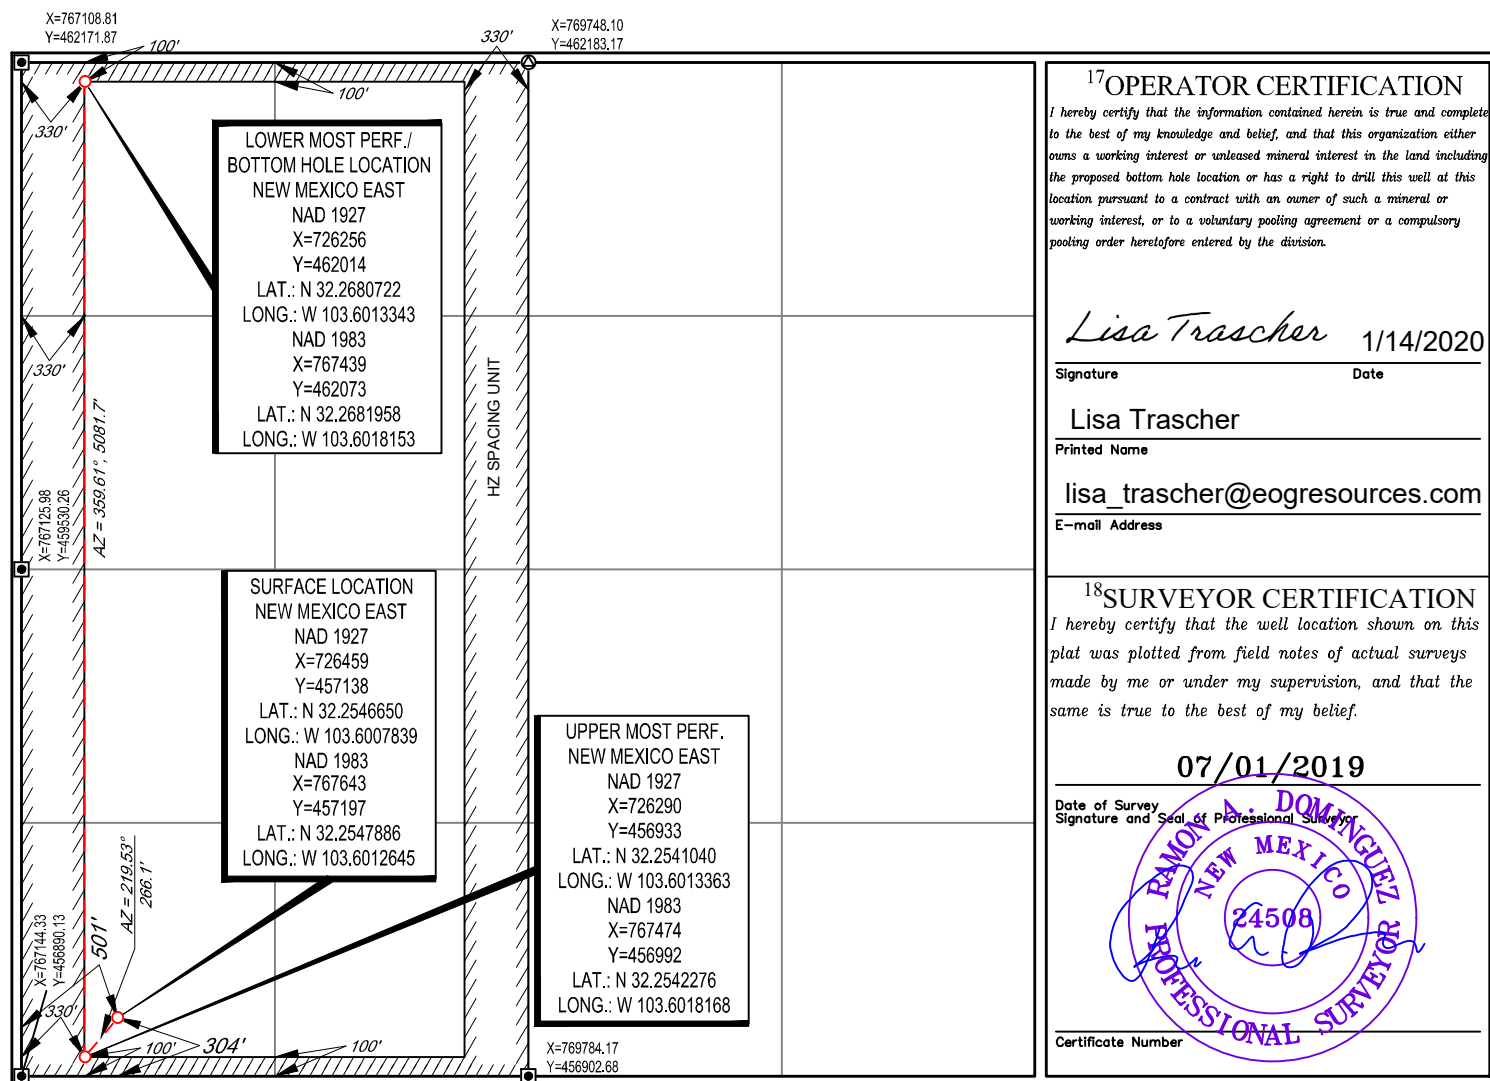 X=767108.81
Y=462171.87
100'
330'
X=769748.10
Y=462183.17
100'
330'
LOWER MOST PERF./
BOTTOM HOLE LOCATION
NEW MEXICO EAST
NAD 1927
X=726256
Y=462014
LAT.: N 32.2680722
LONG.: W 103.6013343
NAD 1983
X=767439
Y=462073
LAT.: N 32.2681958
LONG.: W 103.6018153
330'
AZ = 359.61°, 5081.7'
X=767125.98
Y=459530.26
HZ SPACING UNIT
SURFACE LOCATION
NEW MEXICO EAST
NAD 1927
X=726459
Y=457138
LAT.: N 32.2546650
LONG.: W 103.6007839
NAD 1983
X=767643
Y=457197
LAT.: N 32.2547886
LONG.: W 103.6012645
UPPER MOST PERF.
NEW MEXICO EAST
NAD 1927
X=726290
Y=456933
LAT.: N 32.2541040
LONG.: W 103.6013363
NAD 1983
X=767474
Y=456992
LAT.: N 32.2542276
LONG.: W 103.6018168
AZ = 219.53°
266.1'
X=767144.33
Y=456890.13
501'
330'
100'
304'
100'
X=769784.17
Y=456902.68
17OPERATOR CERTIFICATION
I hereby certify that the information contained herein is true and complete
to the best of my knowledge and belief, and that this organization either
owns a working interest or unleased mineral interest in the land including
the proposed bottom hole location or has a right to drill this well at this
location pursuant to a contract with an owner of such a mineral or
working interest, or to a voluntary pooling agreement or a compulsory
pooling order heretofore entered by the division.
Lisa Trascher 1/14/2020
Signature Date
Lisa Trascher
Printed Name
lisa_trascher@eogresources.com
E-mail Address
18SURVEYOR CERTIFICATION
I hereby certify that the well location shown on this
plat was plotted from field notes of actual surveys
made by me or under my supervision, and that the
same is true to the best of my belief.
07/01/2019
Date of Survey
Signature and Seal of Professional Surveyor
RAMON A. DOMINGUEZ
NEW MEXICO
24508
PROFESSIONAL SURVEYOR
Certificate Number